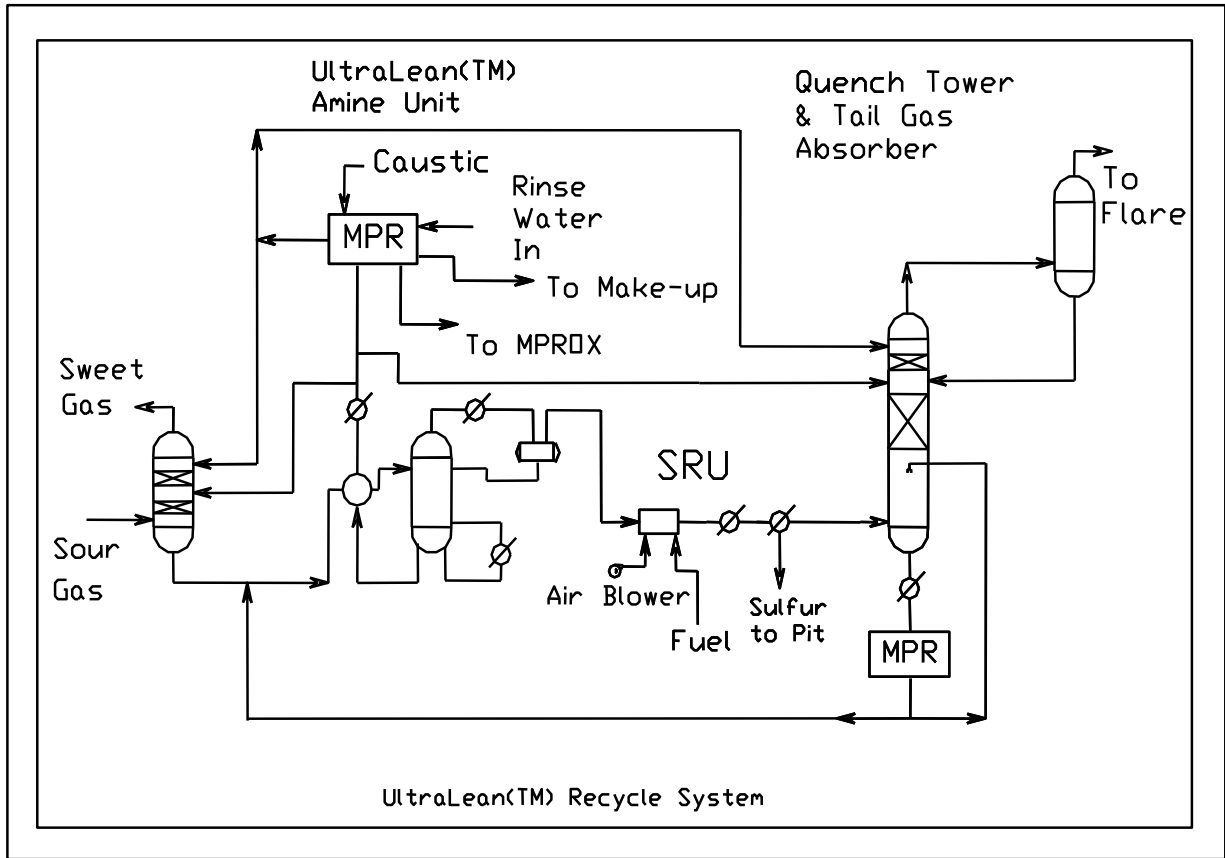 UltraLean(TM)
Amine Unit
Quench Tower
& Tail Gas
Absorber
Caustic
Rinse
Water
In
MPR
To
Flare
To Make-up
To MPR▯X
Sweet
Gas
SRU
Sour
Gas
Air Blower
Fuel
Sulfur
to Pit
MPR
UltraLean(TM) Recycle System